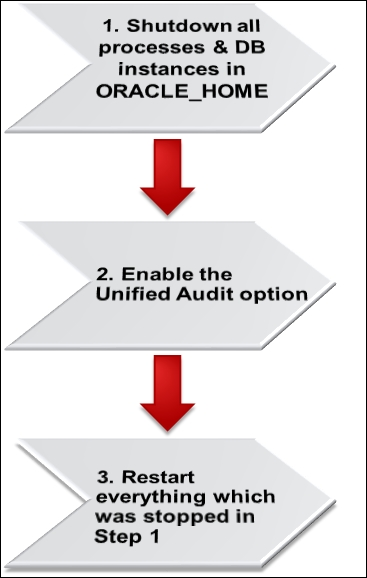 1. Shutdown all
processes & DB
instances in
ORACLE_HOME
2. Enable the
Unified Audit option
3. Restart
everything which
was stopped in
Step 1